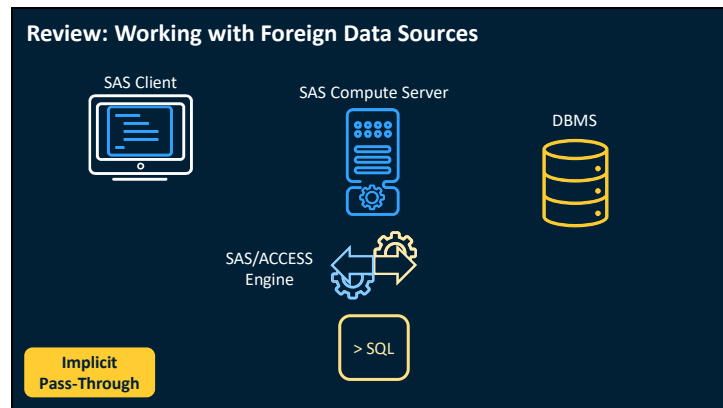 Review: Working with Foreign Data Sources
SAS Client
SAS Compute Server
DBMS
SAS/ACCESS
Engine
> SQL
Implicit
Pass-Through